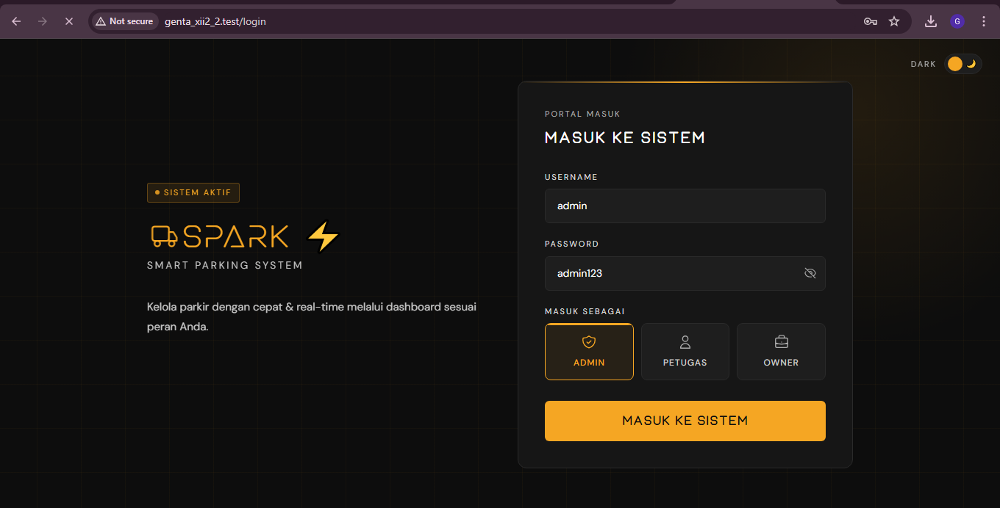 Not secure
genta_xii2_2.test/login
G
DARK
SISTEM AKTIF
SPARK
SMART PARKING SYSTEM
Kelola parkir dengan cepat & real-time melalui dashboard sesuai
peran Anda.
PORTAL MASUK
MASUK KE SISTEM
USERNAME
admin
PASSWORD
admin123
MASUK SEBAGAI
ADMIN
PETUGAS
OWNER
MASUK KE SISTEM